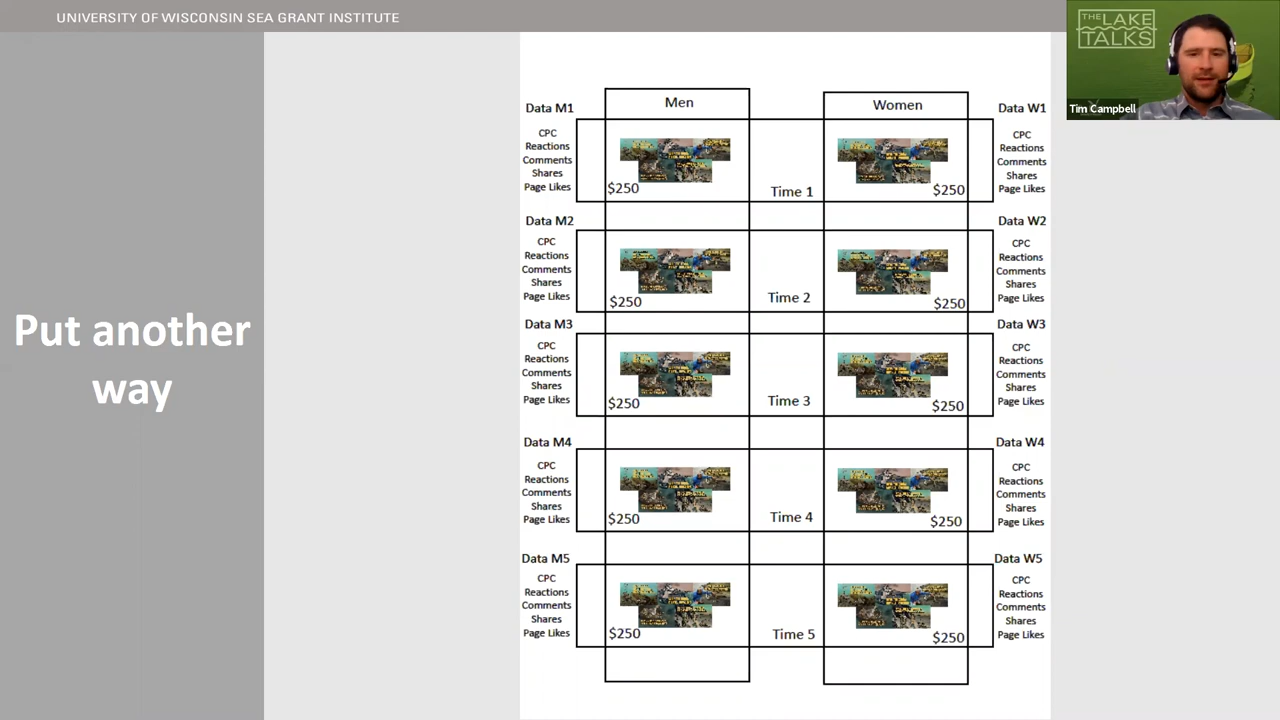 UNIVERSITY OF WISCONSIN SEA GRANT INSTITUTE
THE
LAKE
TALKS
Tim Campbell
Put another
way
Men
Women
Data M1
CPC
Reactions
Comments
Shares
Page Likes
$250
Time 1
$250
Data W1
CPC
Reactions
Comments
Shares
Page Likes
Data M2
CPC
Reactions
Comments
Shares
Page Likes
$250
Time 2
$250
Data W2
CPC
Reactions
Comments
Shares
Page Likes
Data M3
CPC
Reactions
Comments
Shares
Page Likes
$250
Time 3
$250
Data W3
CPC
Reactions
Comments
Shares
Page Likes
Data M4
CPC
Reactions
Comments
Shares
Page Likes
$250
Time 4
$250
Data W4
CPC
Reactions
Comments
Shares
Page Likes
Data M5
CPC
Reactions
Comments
Shares
Page Likes
$250
Time 5
$250
Data W5
CPC
Reactions
Comments
Shares
Page Likes